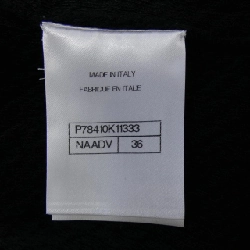 MADE IN ITALY
FABRIQUE EN ITALIE
P78410K11333
NAADV 36